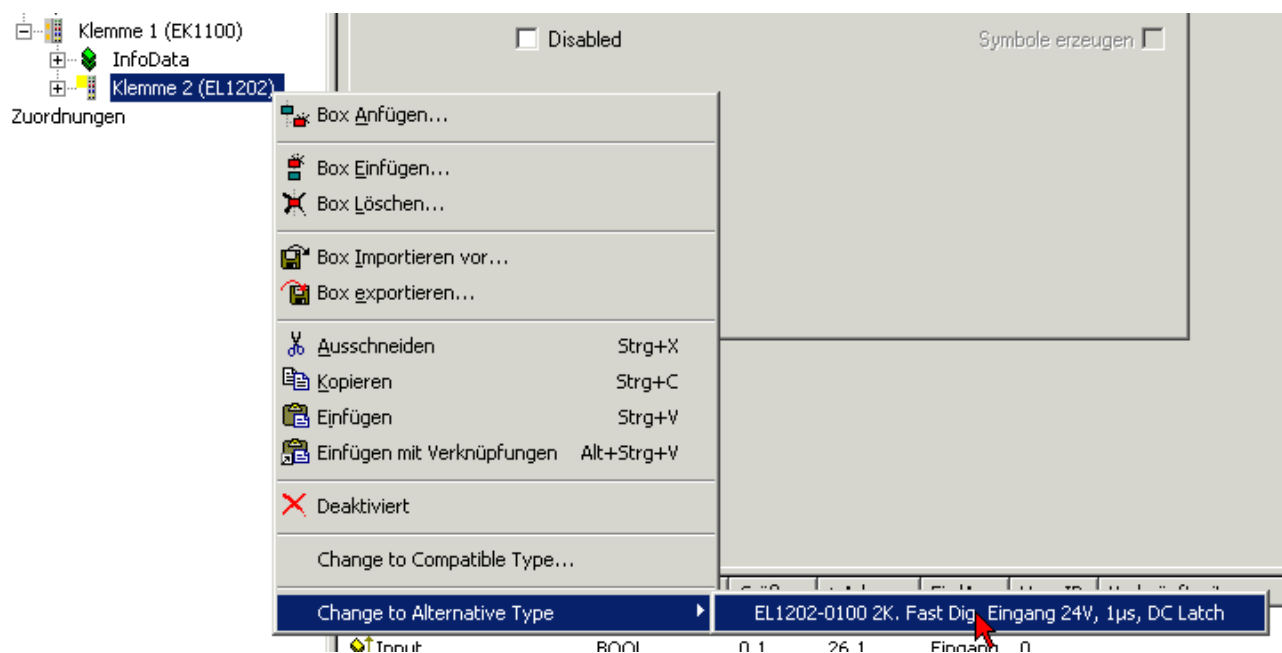 Klemme 1 (EK1100)
InfoData
Klemme 2 (EL1202)
Zuordnungen
Disabled
Symbole erzeugen
Box Anfügen...
Box Einfügen...
Box Löschen...
Box Importieren vor...
Box exportieren...
Ausschneiden Strg+X
Kopieren Strg+C
Einfügen Strg+V
Einfügen mit Verknüpfungen Alt+Strg+V
Deaktiviert
Change to Compatible Type...
Change to Alternative Type
EL1202-0100 2K. Fast Dig. Eingang 24V, 1µs, DC Latch
Input BOOL 0.1 26.1 Eingang 0